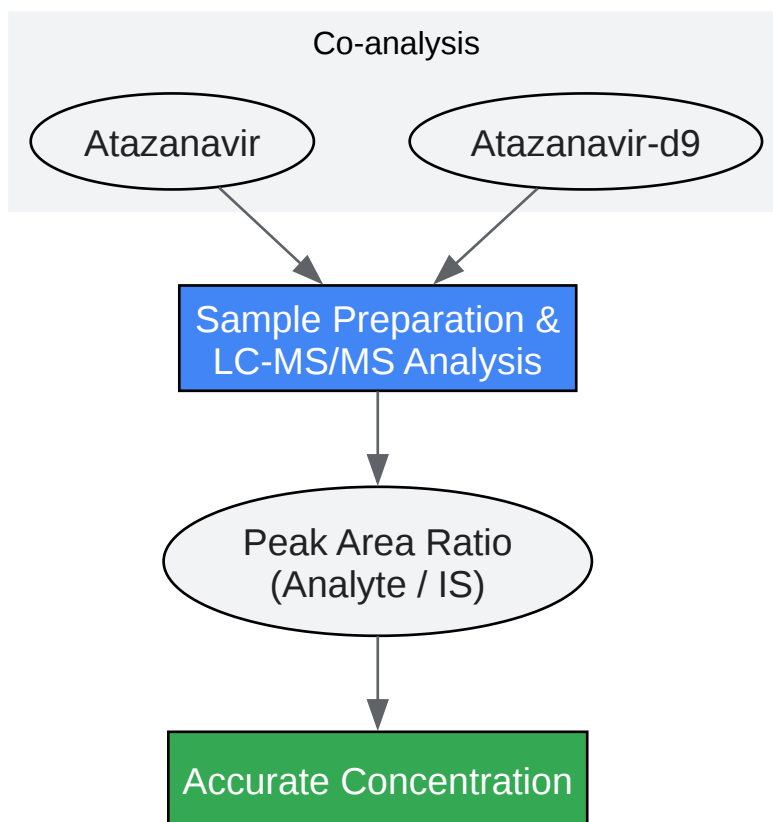 Co-analysis
Atazanavir
Atazanavir-d9
Sample Preparation &
LC-MS/MS Analysis
Peak Area Ratio
(Analyte / IS)
Accurate Concentration